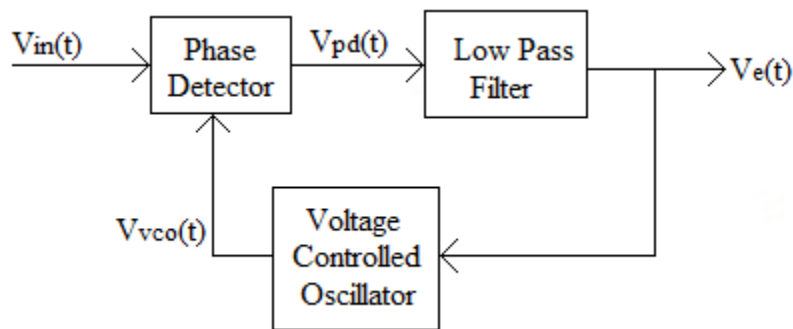 Vin(t)
Phase
Detector
Vpd(t)
Low Pass
Filter
Ve(t)
Vvco(t)
Voltage
Controlled
Oscillator